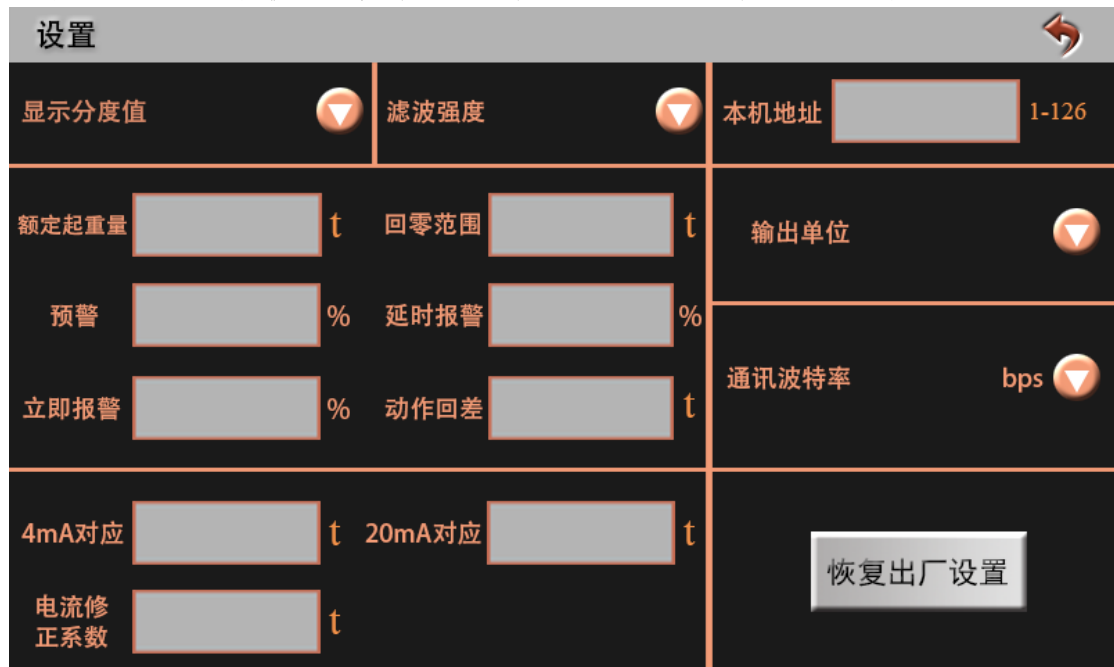 设置
显示分度值
滤波强度
本机地址 1-126
额定起重量 t 回零范围 t
输出单位
预警 % 延时报警 %
通讯波特率 bps
立即报警 % 动作回差 t
4mA对应 t 20mA对应 t
恢复出厂设置
电流修
正系数 t